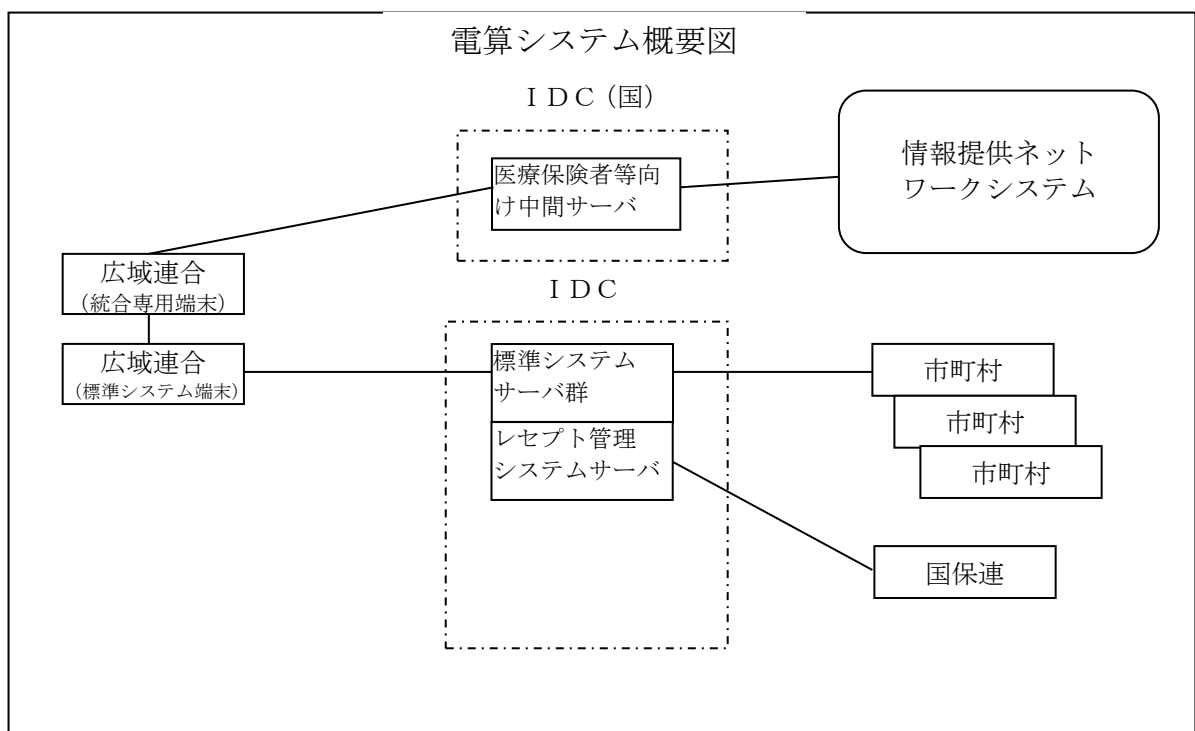 電算システム概要図
ＩＤＣ（国）
医療保険者等向
け中間サーバ
情報提供ネット
ワークシステム
広域連合
（統合専用端末）
ＩＤＣ
広域連合
（標準システム端末）
標準システム
サーバ群
レセプト管理
システムサーバ
市町村
市町村
市町村
国保連